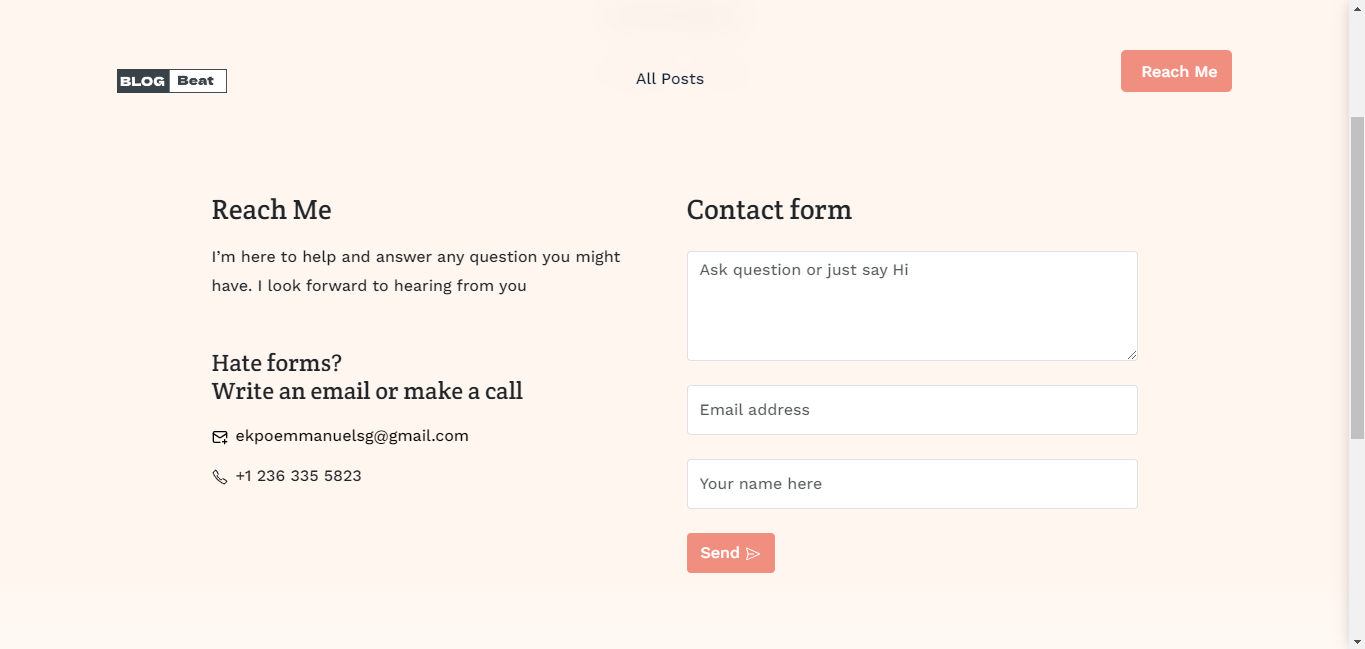 BLOG Beat
All Posts
Reach Me
Reach Me
I’m here to help and answer any question you might
have. I look forward to hearing from you
Hate forms?
Write an email or make a call
ekpoemmanuelsg@gmail.com
+1 236 335 5823
Contact form
Ask question or just say Hi
Email address
Your name here
Send